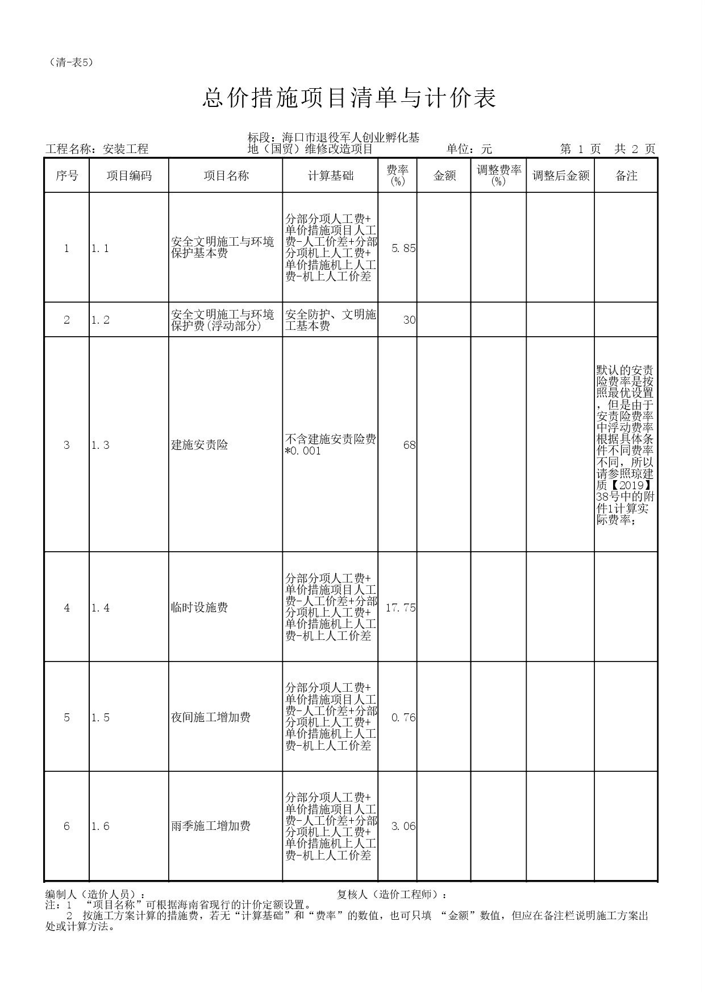 （清-表5）
总价措施项目清单与计价表
标段：海口市退役军人创业孵化基
工程名称：安装工程 地（国贸）维修改造项目 单位：元 第 1 页 共 2 页
序号 项目编码 项目名称 计算基础 费率(%) 金额 调整费率(%) 调整后金额 备注
1 1.1 安全文明施工与环境
保护基本费
分部分项人工费+
单价措施项目人工
费-人工价差+分部
分项机上人工费+
单价措施机上人工
费-机上人工价差
5.85
2 1.2 安全文明施工与环境
保护费(浮动部分)
安全防护、文明施
工基本费
30
3 1.3 建施安责险
不含建施安责险费
*0.001
68
默认的安责
险费率是按
照最优设置
，但是由于
安责险费率
中浮动费率
根据具体条
件不同费率
不同，所以
请参照琼建
质【2019】
38号中的附
件1计算实
际费率；
4 1.4 临时设施费
分部分项人工费+
单价措施项目人工
费-人工价差+分部
分项机上人工费+
单价措施机上人工
费-机上人工价差
17.75
5 1.5 夜间施工增加费
分部分项人工费+
单价措施项目人工
费-人工价差+分部
分项机上人工费+
单价措施机上人工
费-机上人工价差
0.76
6 1.6 雨季施工增加费
分部分项人工费+
单价措施项目人工
费-人工价差+分部
分项机上人工费+
单价措施机上人工
费-机上人工价差
3.06
编制人（造价人员）： 复核人（造价工程师）：
注：1 “项目名称”可根据海南省现行的计价定额设置。
2 按施工方案计算的措施费，若无“计算基础”和“费率”的数值，也可只填 “金额”数值，但应在备注栏说明施工方案出
处或计算方法。